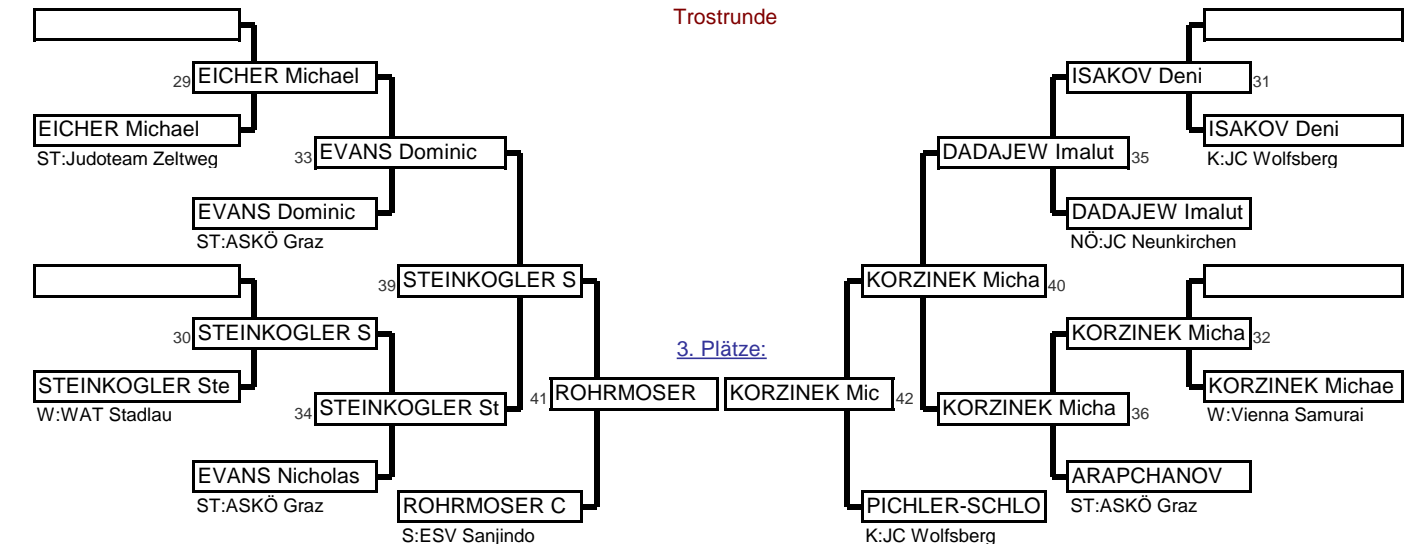 Trostrunde
29 EICHER Michael
EICHER Michael
ST:Judoteam Zeltweg
33 EVANS Dominic
EVANS Dominic
ST:ASKÖ Graz
39 STEINKOGLER S
30 STEINKOGLER S
STEINKOGLER Ste
W:WAT Stadlau
34 STEINKOGLER St
EVANS Nicholas
ST:ASKÖ Graz
41 ROHRMOSER
ROHRMOSER C
S:ESV Sanjindo
3. Plätze:
ISAKOV Deni 31
ISAKOV Deni
K:JC Wolfsberg
DADAJEW Imalut 35
DADAJEW Imalut
NÖ:JC Neunkirchen
KORZINEK Micha 40
KORZINEK Micha 32
KORZINEK Michae
W:Vienna Samurai
KORZINEK Mic 42
KORZINEK Micha 36
ARAPCHANOV
ST:ASKÖ Graz
PICHLER-SCHLO
K:JC Wolfsberg